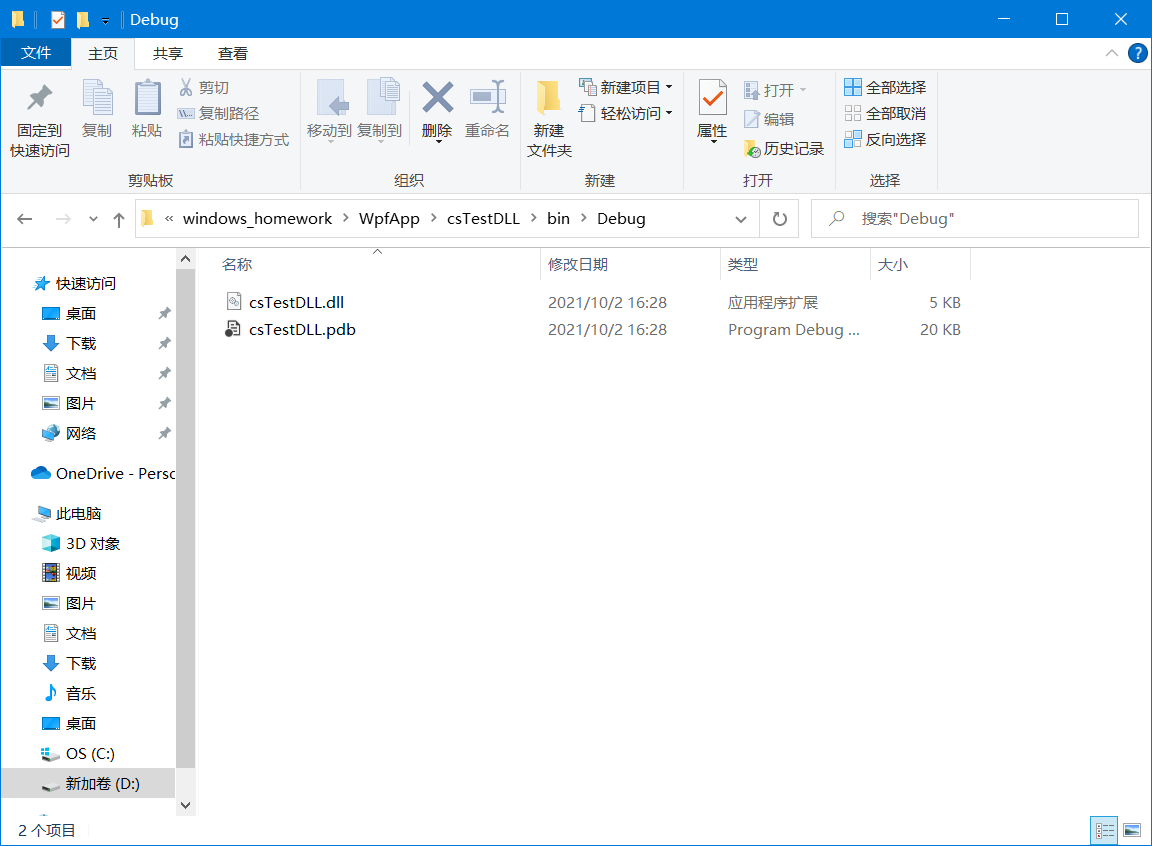 Debug
文件 主页 共享 查看
固定到快速访问
复制
粘贴
剪切
复制路径
粘贴快捷方式
剪贴板
移动到
复制到
删除
重命名
组织
新建文件夹
新建项目
轻松访问
新建
属性
打开
编辑
历史记录
打开
全部选择
全部取消
反向选择
选择
« windows_homework > WpfApp > csTestDLL > bin > Debug
搜索"Debug"
名称 修改日期 类型 大小
csTestDLL.dll 2021/10/2 16:28 应用程序扩展 5 KB
csTestDLL.pdb 2021/10/2 16:28 Program Debug ... 20 KB
快速访问
桌面
下载
文档
图片
网络
OneDrive - Perso
此电脑
3D 对象
视频
图片
文档
下载
音乐
桌面
OS (C:)
新加卷 (D:)
2 个项目